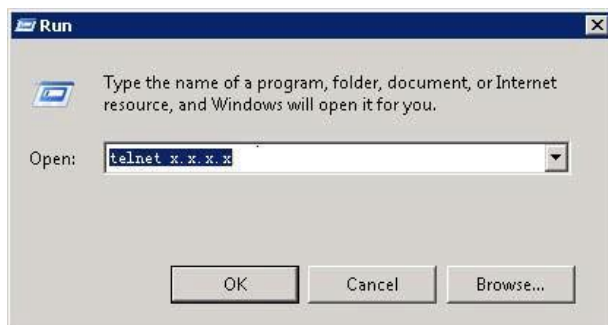 Run
Type the name of a program, folder, document, or Internet
resource, and Windows will open it for you.
Open:
telnet x.x.x.x
OK
Cancel
Browse...